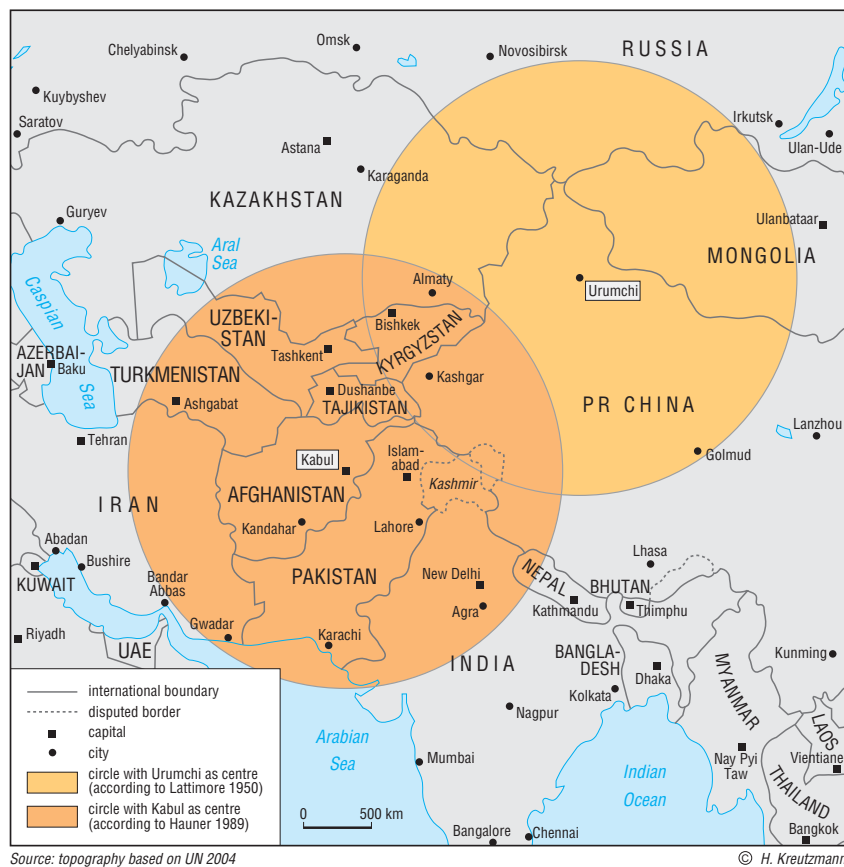 Omsk
Chelyabinsk
Novosibirsk
RUSSIA
Kuybyshev
Saratov
Irkutsk
Ulan-Ude
Astana
Karaganda
KAZAKHSTAN
Guryev
Ulanbataar
MONGOLIA
Aral
Sea
Caspian
Sea
Almaty
Urumchi
UZBEKI-
STAN
Bishkek
KYRGYZSTAN
Tashkent
AZERBAI-
JAN
Baku
TURKMENISTAN
Kashgar
Dushanbe
TAJIKISTAN
Ashgabat
PR CHINA
Lanzhou
Tehran
Golmud
Kabul
Islam-
abad
Kashmir
AFGHANISTAN
IRAN
Kandahar
Lahore
Abadan
Bushire
KUWAIT
Bandar
Abbas
PAKISTAN
New Delhi
NEPAL
Lhasa
BHUTAN
Kathmandu
Thimphu
Agra
Gwadar
Karachi
Riyadh
UAE
INDIA
BANGLA-
DESH
Dhaka
Kolkata
MYANMAR
Kunming
LAOS
Nagpur
Arabian
Sea
Mumbai
Nay Pyi
Taw
Vientiane
THAILAND
Indian
Ocean
Bangalore
Chennai
Bangkok
international boundary
disputed border
capital
city
circle with Urumchi as centre
(according to Lattimore 1950)
circle with Kabul as centre
(according to Hauner 1989)
0 500 km
Source: topography based on UN 2004
© H. Kreutzmann